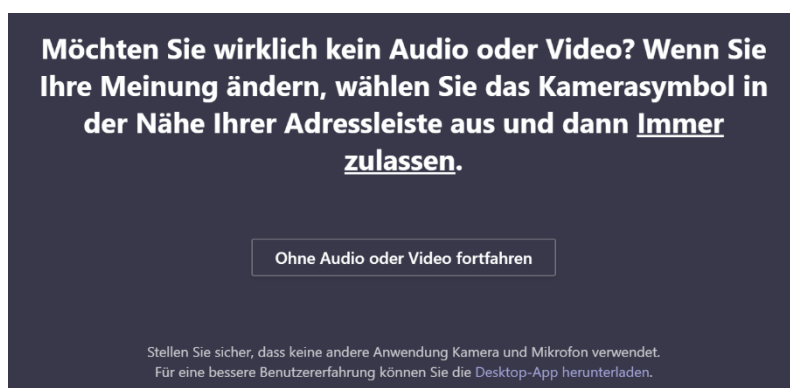 Möchten Sie wirklich kein Audio oder Video? Wenn Sie
Ihre Meinung ändern, wählen Sie das Kamerasymbol in
der Nähe Ihrer Adressleiste aus und dann Immer
zulassen.
Ohne Audio oder Video fortfahren
Stellen Sie sicher, dass keine andere Anwendung Kamera und Mikrofon verwendet.
Für eine bessere Benutzererfahrung können Sie die Desktop-App herunterladen.